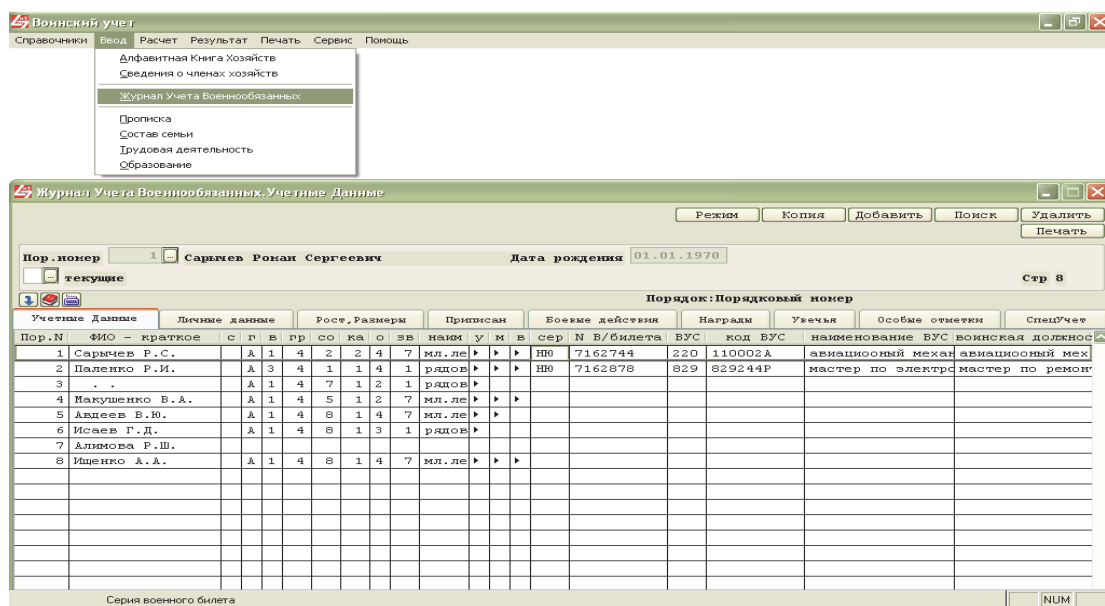 Воинский учет
Справочники Ввод Расчет Результат Печать Сервис Помощь
Алфавитная Книга Хозяйств
Сведения о членах хозяйств
Журнал Учета Военнообязанных
Прописка
Состав семьи
Трудовая деятельность
Образование
Журнал Учета Военнообязанных. Учетные Данные
Режим Копия Добавить Поиск Удалить
Печать
Пор.номер 1 ... Сарычев Роман Сергеевич Дата рождения 01.01.1970
... текущие Стр 8
Порядок:Порядковый номер
Учетные Данные Личные данные Рост,Размеры Приписан Боевые действия Награды Увечья Особые отметки СпецУчет
Пор.N ФИО - краткое с г в гр со ка о зв наим у м в сер N В/билета ВУС код ВУС наименование ВУС воинская должнос
1 Сарычев Р.С. А 1 4 2 2 4 7 мл.ле НЮ 7162744 220 110002А авиациооный механ авиациооный мех
2 Паленко Р.И. А 3 4 1 1 4 1 рядов НЮ 7162878 829 829244Р мастер по электро мастер по ремонт
3 . . А 1 4 7 1 2 1 рядов
4 Макушенко В.А. А 1 4 5 1 2 7 мл.ле
5 Авдеев В.Ю. А 1 4 8 1 4 7 мл.ле
6 Исаев Г.Д. А 1 4 8 1 3 1 рядов
7 Алимова Р.Ш.
8 Ищенко А.А. А 1 4 8 1 4 7 мл.ле
Серия военного билета NUM